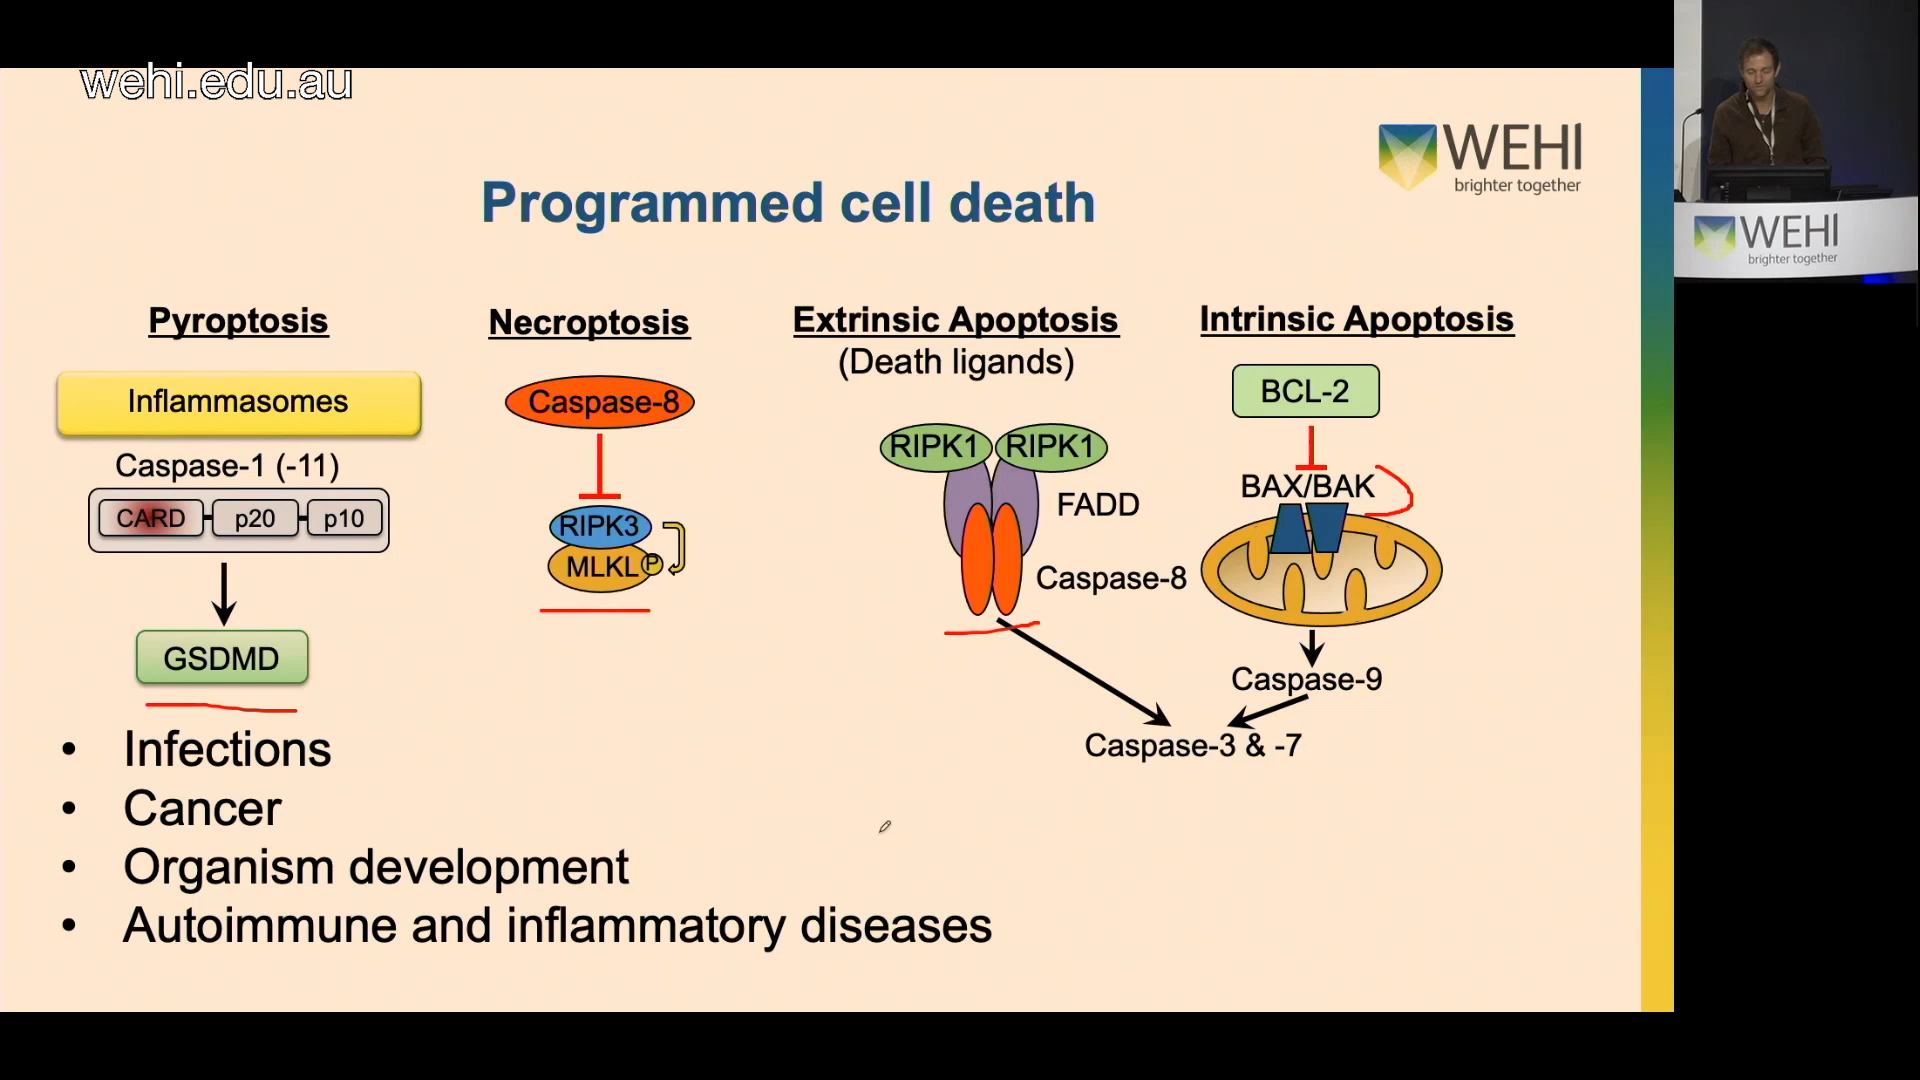 wehi.edu.au
WEHI
brighter together
Programmed cell death
WEHI
brighter together
Pyroptosis
Inflammasomes
Caspase-1 (-11)
CARD p20 p10
GSDMD
Necroptosis
Caspase-8
RIPK3
MLKL P
Extrinsic Apoptosis
(Death ligands)
RIPK1 RIPK1
FADD
Caspase-8
Intrinsic Apoptosis
BCL-2
BAX/BAK
Caspase-9
Caspase-3 & -7
• Infections
• Cancer
• Organism development
• Autoimmune and inflammatory diseases